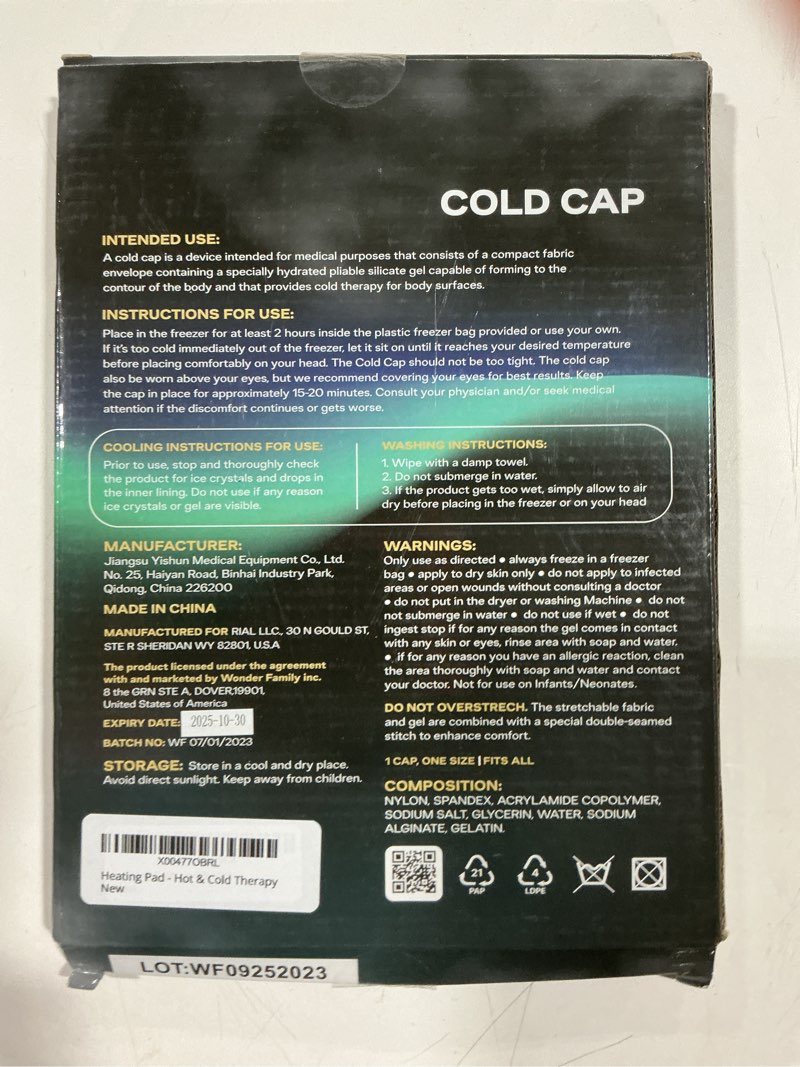 COLD CAP
INTENDED USE:
A cold cap is a device intended for medical purposes that consists of a compact fabric
envelope containing a specially hydrated pliable silicate gel capable of forming to the
contour of the body and that provides cold therapy for body surfaces.
INSTRUCTIONS FOR USE:
Place in the freezer for at least 2 hours inside the plastic freezer bag provided or use your own.
If it's too cold immediately out of the freezer, let it sit on until it reaches your desired temperature
before placing comfortably on your head. The Cold Cap should not be too tight. The cold cap
also be worn above your eyes, but we recommend covering your eyes for best results. Keep
the cap in place for approximately 15-20 minutes. Consult your physician and/or seek medical
attention if the discomfort continues or gets worse.
COOLING INSTRUCTIONS FOR USE:
Prior to use, stop and thoroughly check
the product for ice crystals and drops in
the inner lining. Do not use if any reason
ice crystals or gel are visible.
WASHING INSTRUCTIONS:
1. Wipe with a damp towel.
2. Do not submerge in water.
3. If the product gets too wet, simply allow to air
dry before placing in the freezer or on your head
MANUFACTURER:
Jiangsu Yishun Medical Equipment Co., Ltd.
No. 25, Haiyan Road, Binhai Industry Park,
Qidong, China 226200
MADE IN CHINA
MANUFACTURED FOR RIAL LLC., 30 N GOULD ST,
STE R SHERIDAN WY 82801, U.S.A
The product licensed under the agreement
with and marketed by Wonder Family inc.
8 the GRN STE A, DOVER,19901,
United States of America
EXPIRY DATE: 2025-10-30
BATCH NO: WF 07/01/2023
STORAGE: Store in a cool and dry place.
Avoid direct sunlight. Keep away from children.
WARNINGS:
Only use as directed • always freeze in a freezer
bag • apply to dry skin only • do not apply to infected
areas or open wounds without consulting a doctor
• do not put in the dryer or washing Machine • do not
not submerge in water • do not use if wet • do not
ingest stop if for any reason the gel comes in contact
with any skin or eyes, rinse area with soap and water.
• if for any reason you have an allergic reaction, clean
the area thoroughly with soap and water and contact
your doctor. Not for use on Infants/Neonates.
DO NOT OVERSTRECH. The stretchable fabric
and gel are combined with a special double-seamed
stitch to enhance comfort.
1 CAP, ONE SIZE | FITS ALL
COMPOSITION:
NYLON, SPANDEX, ACRYLAMIDE COPOLYMER,
SODIUM SALT, GLYCERIN, WATER, SODIUM
ALGINATE, GELATIN.
21
PAP
4
LDPE
X00477OBRL
Heating Pad - Hot & Cold Therapy
New
LOT:WF09252023